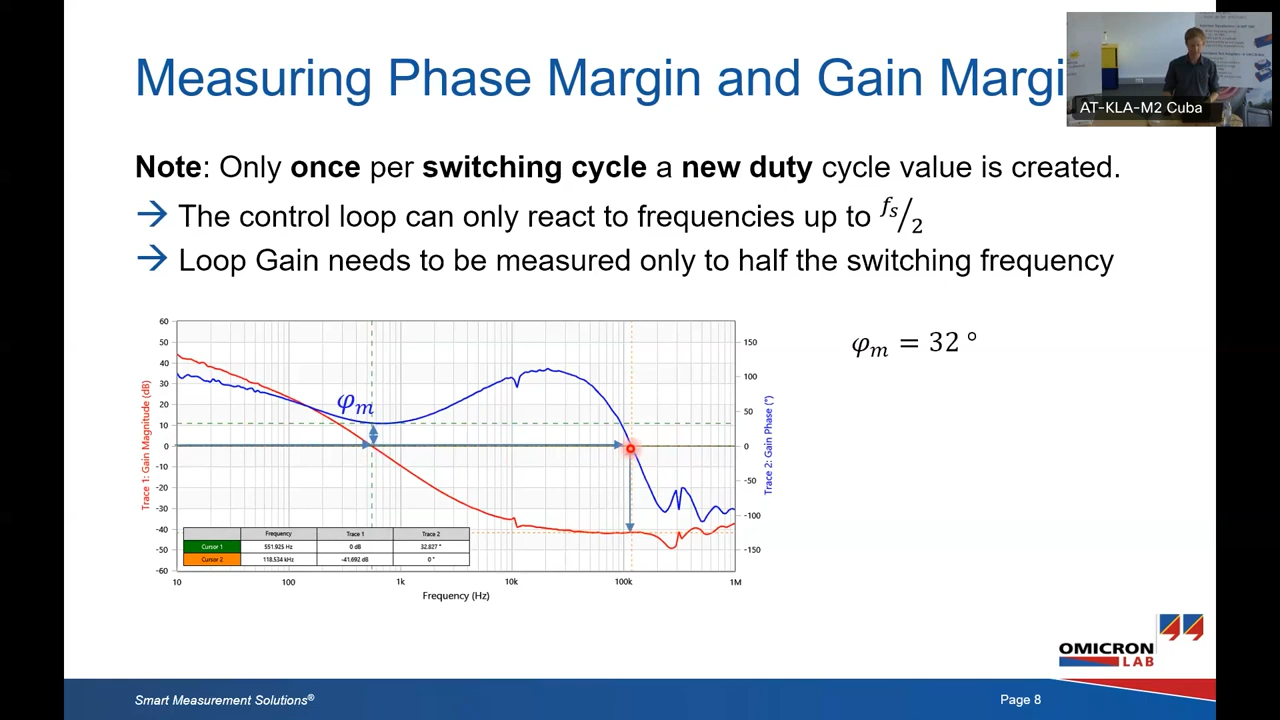 Measuring Phase Margin and Gain Margi
AT-KLA-M2 Cuba
Note: Only once per switching cycle a new duty cycle value is created.
→ The control loop can only react to frequencies up to fs/2
→ Loop Gain needs to be measured only to half the switching frequency
φm = 32 °
φm
Trace 1: Gain Magnitude (dB)
60
50
40
30
20
10
0
-10
-20
-30
-40
-50
-60
150
100
50
0
-50
-100
-150
Trace 2: Gain Phase (°)
Frequency Trace 1 Trace 2
Cursor 1 551.925 Hz 0 dB 32.827 °
Cursor 2 118.534 kHz -41.692 dB 0 °
10 100 1k 10k 100k 1M
Frequency (Hz)
OMICRON
LAB
Smart Measurement Solutions®
Page 8